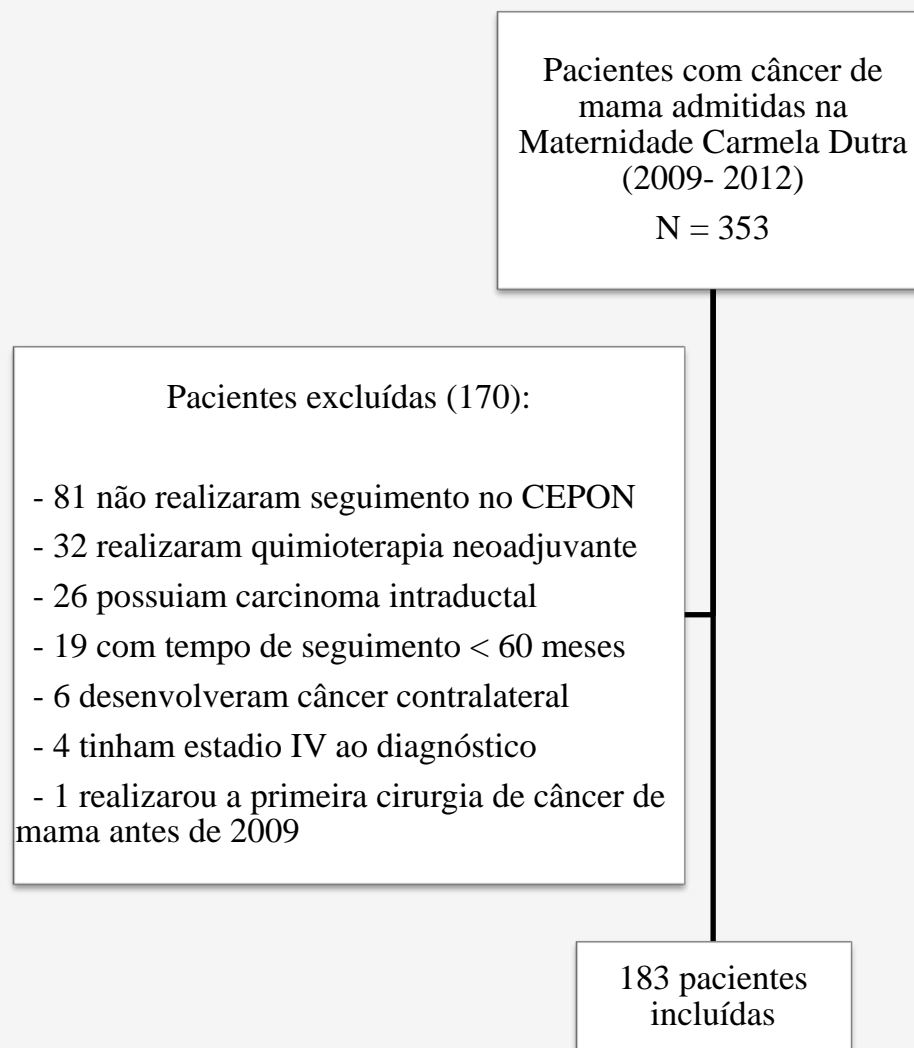 Pacientes com câncer de
mama admitidas na
Maternidade Carmela Dutra
(2009- 2012)
N = 353
Pacientes excluídas (170):
- 81 não realizaram seguimento no CEPON
- 32 realizaram quimioterapia neoadjuvante
- 26 possuiam carcinoma intraductal
- 19 com tempo de seguimento < 60 meses
- 6 desenvolveram câncer contralateral
- 4 tinham estadio IV ao diagnóstico
- 1 realizarou a primeira cirurgia de câncer de
mama antes de 2009
183 pacientes
incluídas